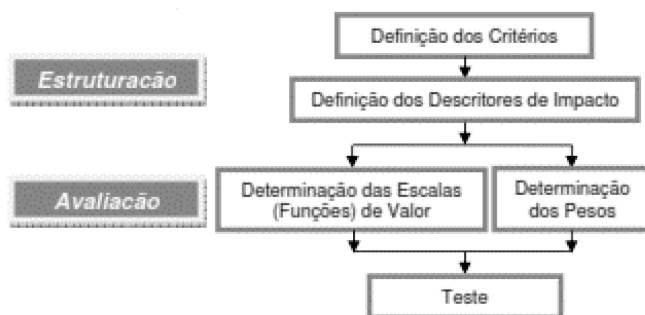 Definição dos Critérios
Estruturacão
Definição dos Descritores de Impacto
Avaliacão
Determinação das Escalas
(Funções) de Valor
Determinação
dos Pesos
Teste